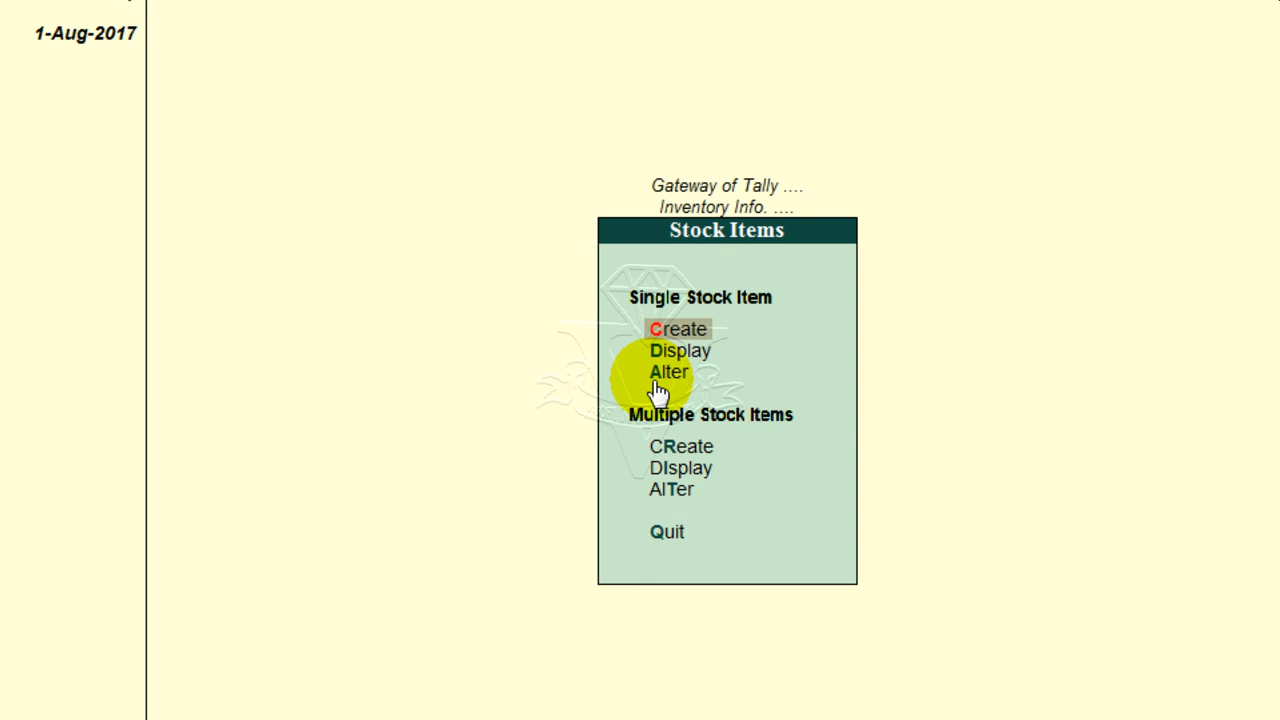 1-Aug-2017
Gateway of Tally ....
Inventory Info. ....
Stock Items
Single Stock Item
Create
Display
Alter
Multiple Stock Items
CReate
DIsplay
AlTer
Quit